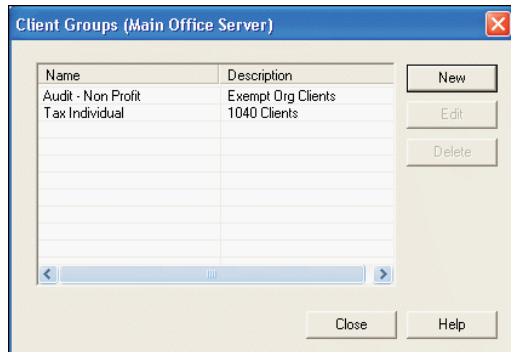 Client Groups (Main Office Server)
Name Description
Audit - Non Profit Exempt Org Clients
Tax Individual 1040 Clients
New
Edit
Delete
Close Help